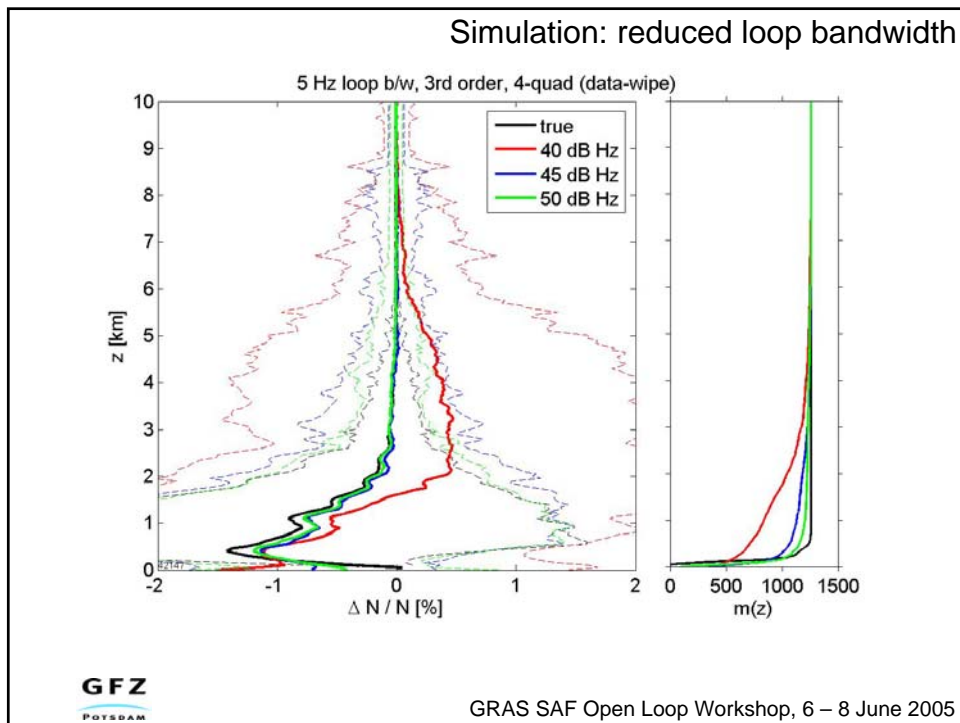 Simulation: reduced loop bandwidth
5 Hz loop b/w, 3rd order, 4-quad (data-wipe)
10
9
8
7
6
5
4
3
2
1
0
z [km]
true
40 dB Hz
45 dB Hz
50 dB Hz
-2
-1
0
1
2
Δ N / N [%]
0
500
1000
1500
m(z)
GFZ
POTSDAM
GRAS SAF Open Loop Workshop, 6 – 8 June 2005